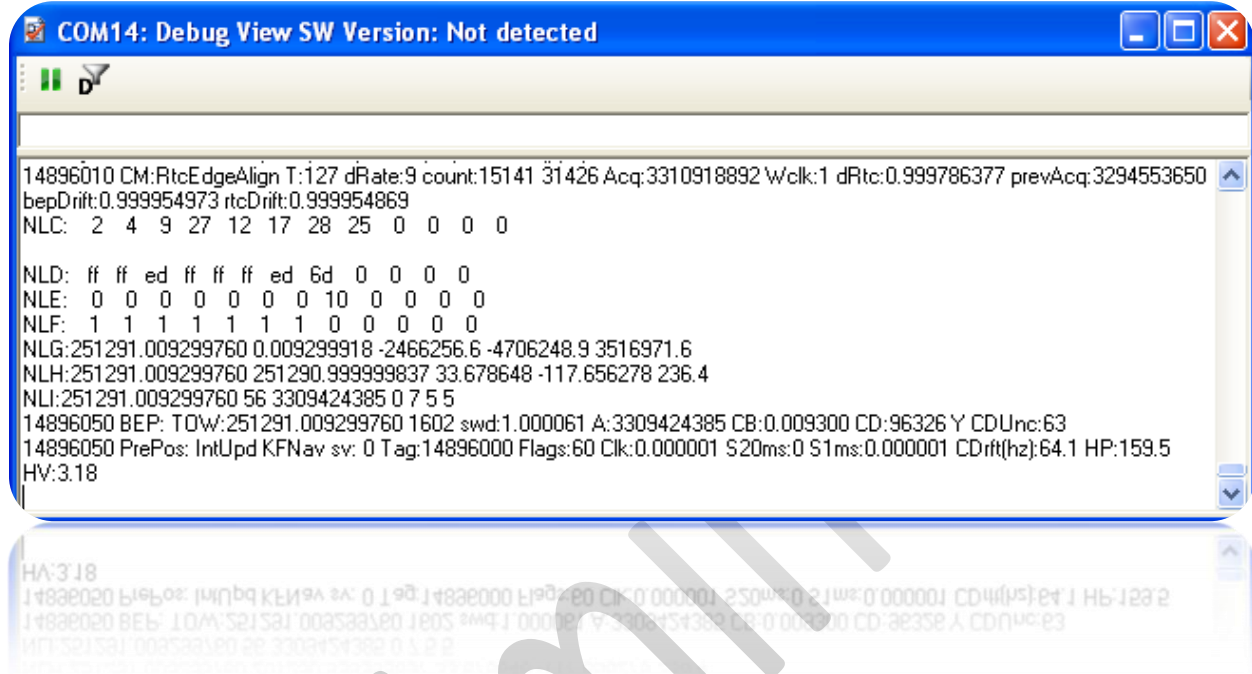 COM14: Debug View SW Version: Not detected
D
14896010 CM:RtcEdgeAlign T:127 dRate:9 count:15141 31426 Acq:3310918892 Wclk:1 dRtc:0.999786377 prevAcq:3294553650
bepDrift:0.999954973 rtcDrift:0.999954869
NLC: 2 4 9 27 12 17 28 25 0 0 0 0
NLD: ff ff ed ff ff ff ed 6d 0 0 0 0
NLE: 0 0 0 0 0 0 0 10 0 0 0 0
NLF: 1 1 1 1 1 1 1 0 0 0 0 0
NLG:251291.009299760 0.009299918 -2466256.6 -4706248.9 3516971.6
NLH:251291.009299760 251290.999999837 33.678648 -117.656278 236.4
NLI:251291.009299760 56 3309424385 0 7 5 5
14896050 BEP: TOW:251291.009299760 1602 swd:1.000061 A:3309424385 CB:0.009300 CD:96326 Y CDUnc:63
14896050 PrePos: IntUpd KFNav sv: 0 Tag:14896000 Flags:60 Clk:0.000001 S20ms:0 S1ms:0.000001 CDrft(hz):64.1 HP:159.5
HV:3.18